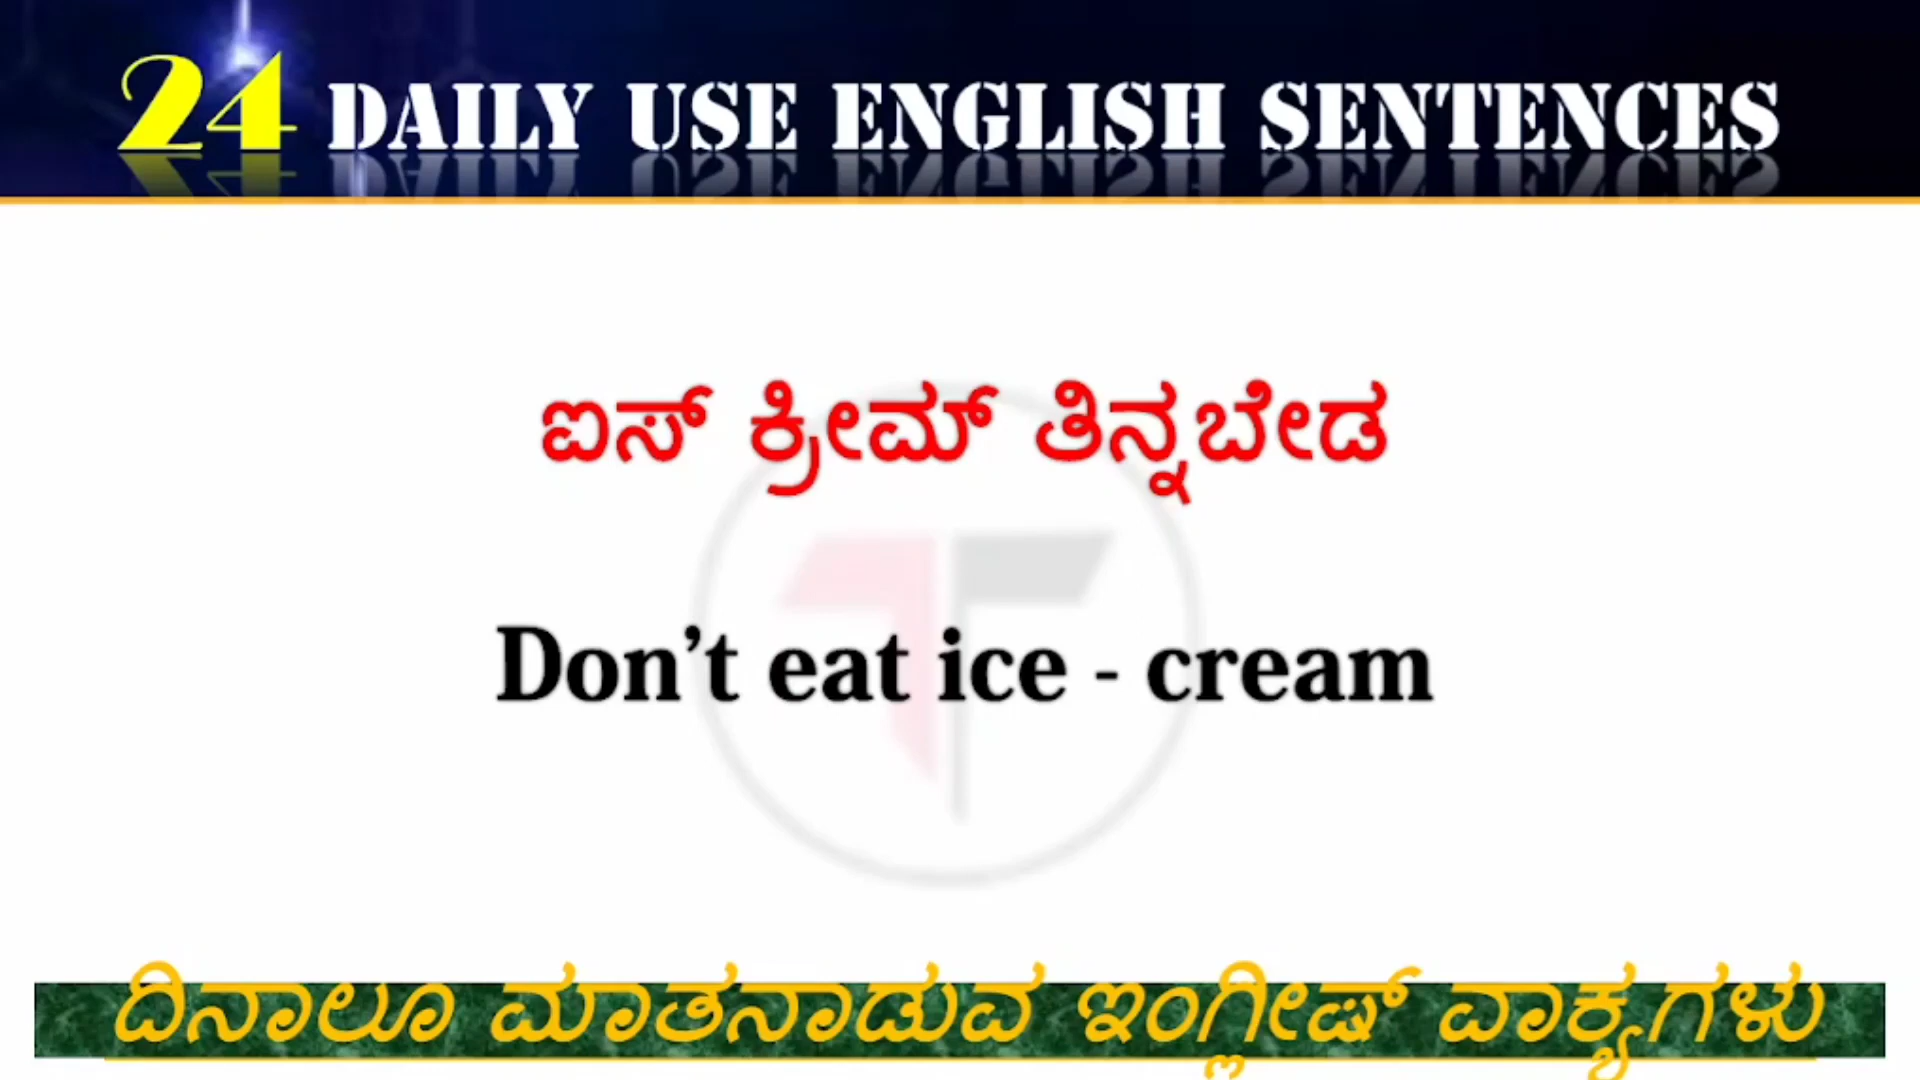 24 DAILY USE ENGLISH SENTENCES
ಐಸ್ ಕ್ರೀಮ್ ತಿನ್ನಬೇಡ
Don’t eat ice - cream
ದಿನಾಲೂ ಮಾತನಾಡುವ ಇಂಗ್ಲೀಷ್ ವಾಕ್ಯಗಳು